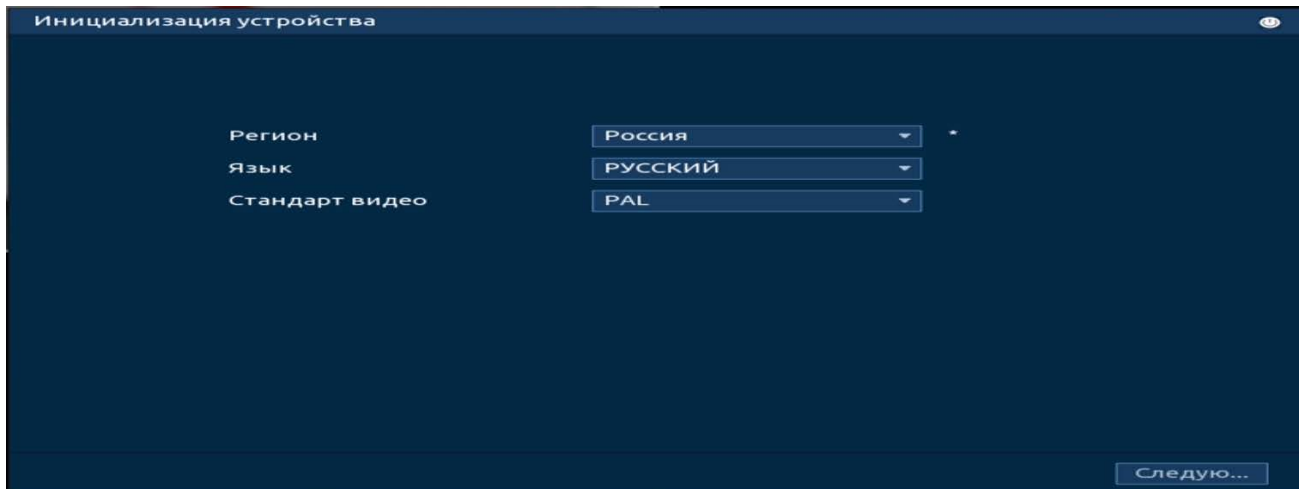 Инициализация устройства
Регион Россия *
Язык РУССКИЙ
Стандарт видео PAL
Следую...